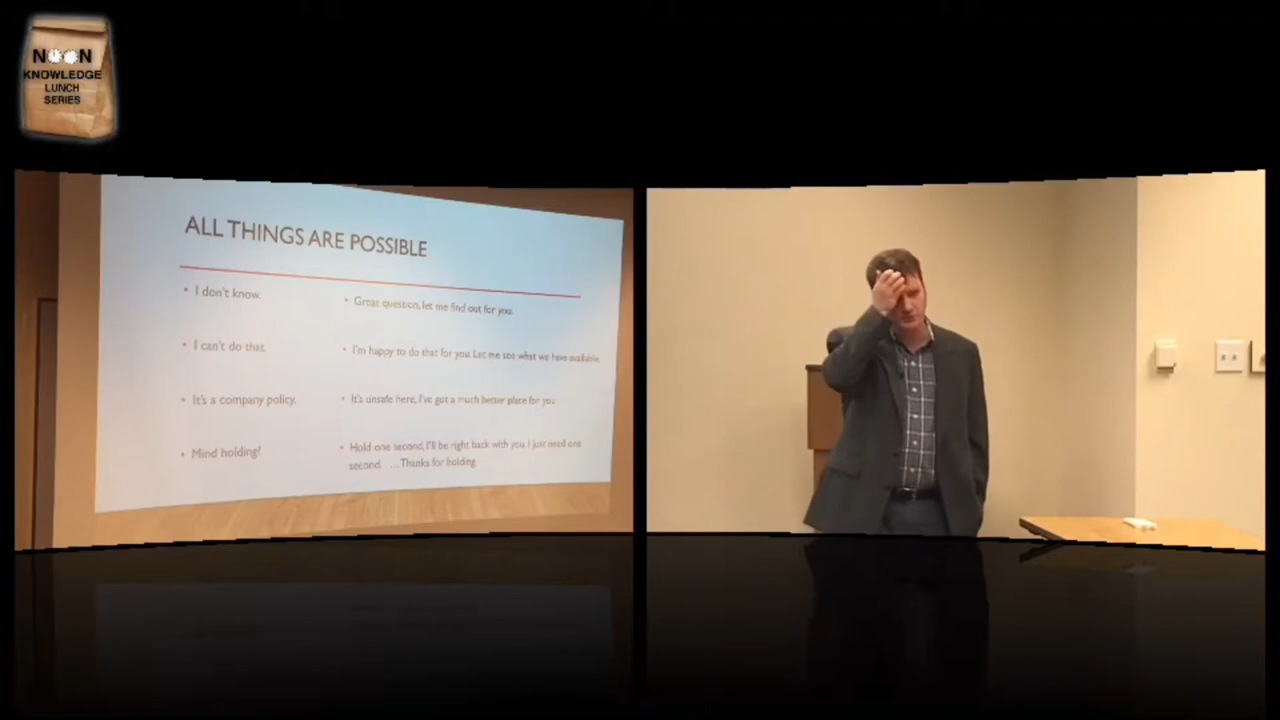 NOON
KNOWLEDGE
LUNCH
SERIES
ALL THINGS ARE POSSIBLE
• I don't know.
• Great question, let me find out for you.
• I can't do that.
• I'm happy to do that for you. Let me see what we have available.
• It's a company policy.
• It's unsafe here, I've got a much better place for you
• Mind holding?
• Hold one second, I'll be right back with you. I just need one
second. ...Thanks for holding.